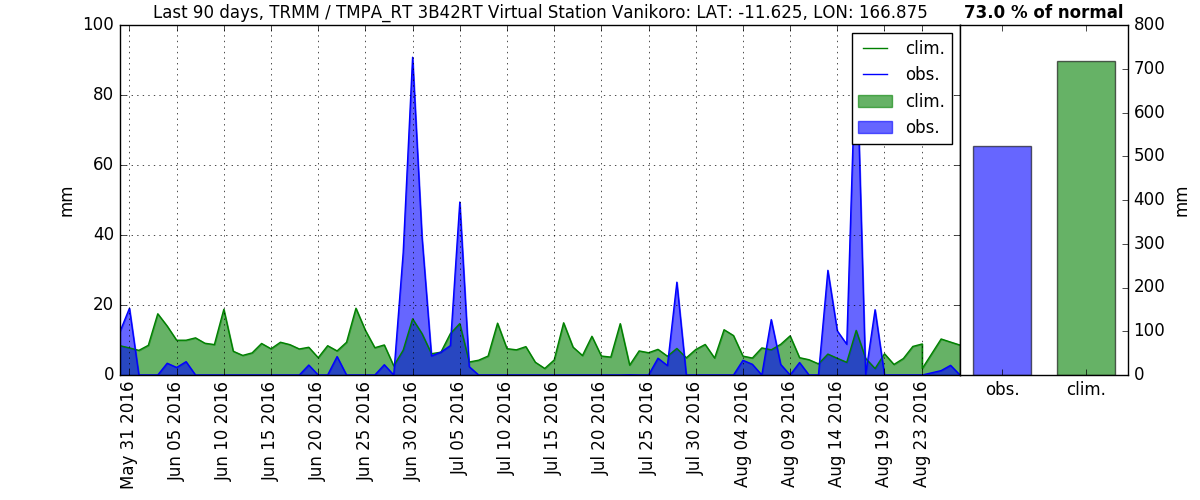 Last 90 days, TRMM / TMPA_RT 3B42RT Virtual Station Vanikoro: LAT: -11.625, LON: 166.875
73.0 % of normal
100
80
60
40
20
0
mm
clim.
obs.
clim.
obs.
May 31 2016
Jun 05 2016
Jun 10 2016
Jun 15 2016
Jun 20 2016
Jun 25 2016
Jun 30 2016
Jul 05 2016
Jul 10 2016
Jul 15 2016
Jul 20 2016
Jul 25 2016
Jul 30 2016
Aug 04 2016
Aug 09 2016
Aug 14 2016
Aug 19 2016
Aug 23 2016
800
700
600
500
400
300
200
100
0
mm
obs.
clim.